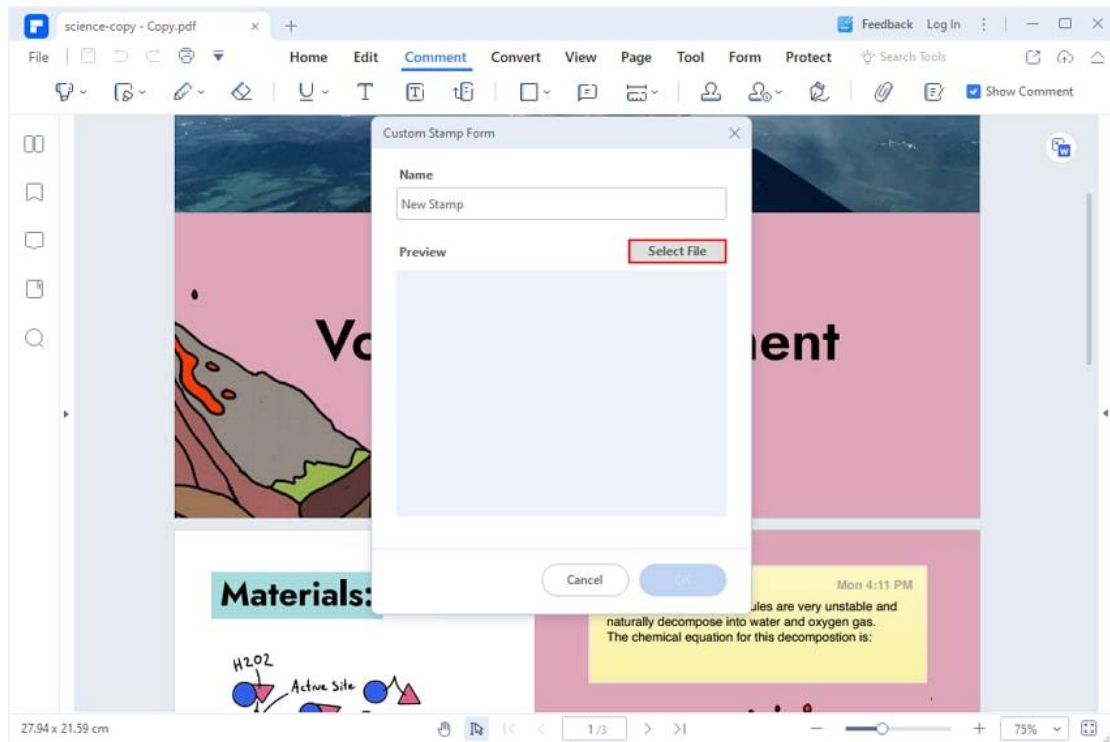 science-copy - Copy.pdf
Feedback Log In
File Home Edit Comment Convert View Page Tool Form Protect Search Tools
Show Comment
Custom Stamp Form
Name
New Stamp
Preview Select File
Vo ent
Cancel OK
Materials:
Mon 4:11 PM
ules are very unstable and
naturally decompose into water and oxygen gas.
The chemical equation for this decompostion is:
H2O2
Active Site
27.94 x 21.59 cm 1/3 75%